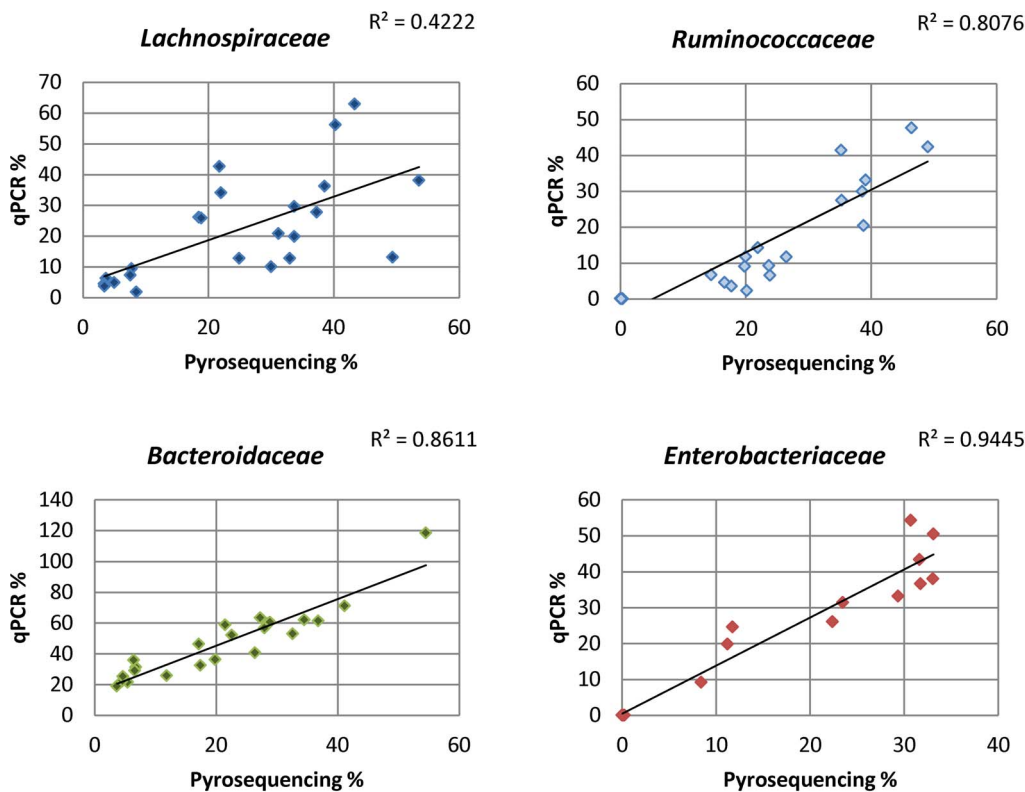 Lachnospiraceae
R² = 0.4222
70
60
50
40
30
20
10
0
qPCR %
0 20 40 60
Pyrosequencing %
Ruminococcaceae
R² = 0.8076
60
50
40
30
20
10
0
qPCR %
0 20 40 60
Pyrosequencing %
Bacteroidaceae
R² = 0.8611
140
120
100
80
60
40
20
0
qPCR %
0 20 40 60
Pyrosequencing %
Enterobacteriaceae
R² = 0.9445
60
50
40
30
20
10
0
qPCR %
0 10 20 30 40
Pyrosequencing %